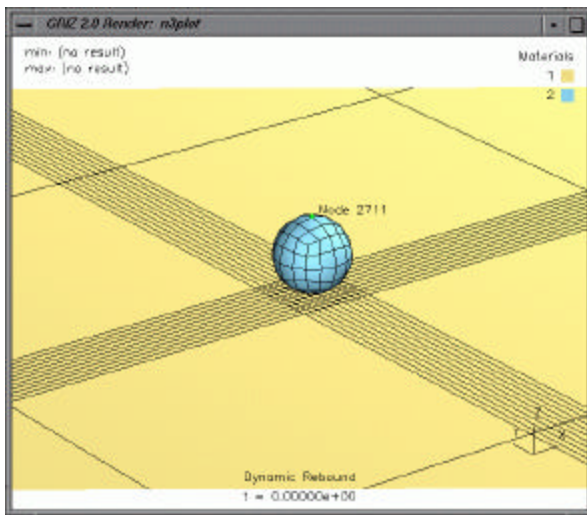 GRIZ 2.0 Render: n3plot
min: (no result)
max: (no result)
Materials
1
2
Node 2711
Z
Y
X
Dynamic Rebound
t = 0.00000e+00